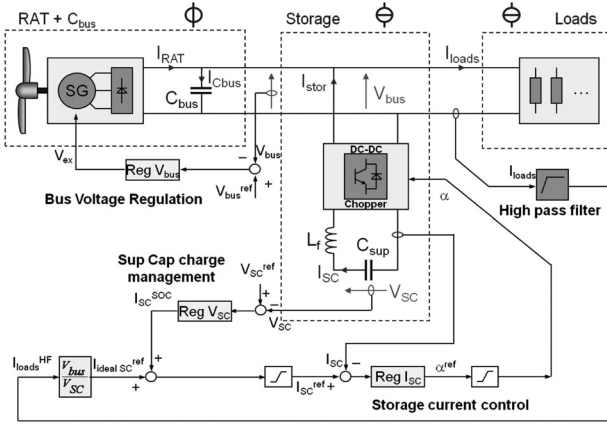 RAT + C_bus
Φ
Storage
Θ
Loads
Θ
I_RAT
I_Cbus
C_bus
SG
I_stor
V_bus
I_loads
...
V_ex
Reg V_bus
−
V_bus
+
V_bus^ref
Bus Voltage Regulation
DC-DC
Chopper
α
I_loads
High pass filter
L_f
C_sup
I_SC
V_SC
Sup Cap charge
management
V_SC^ref
+
−
V_SC
I_SC^SOC
Reg V_SC
I_loads^HF
V_bus
V_SC
I_ideal SC^ref
+
+
I_SC^ref
+
I_SC
−
Reg I_SC
α^ref
Storage current control